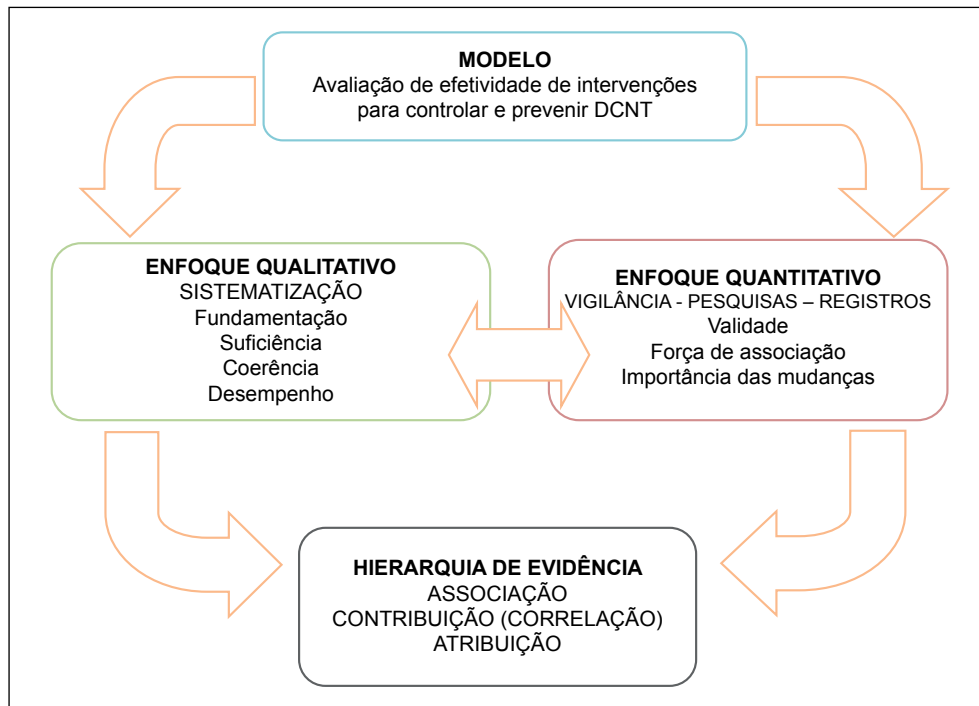 MODELO
Avaliação de efetividade de intervenções
para controlar e prevenir DCNT
ENFOQUE QUALITATIVO
SISTEMATIZAÇÃO
Fundamentação
Suficiência
Coerência
Desempenho
ENFOQUE QUANTITATIVO
VIGILÂNCIA - PESQUISAS – REGISTROS
Validade
Força de associação
Importância das mudanças
HIERARQUIA DE EVIDÊNCIA
ASSOCIAÇÃO
CONTRIBUIÇÃO (CORRELAÇÃO)
ATRIBUIÇÃO